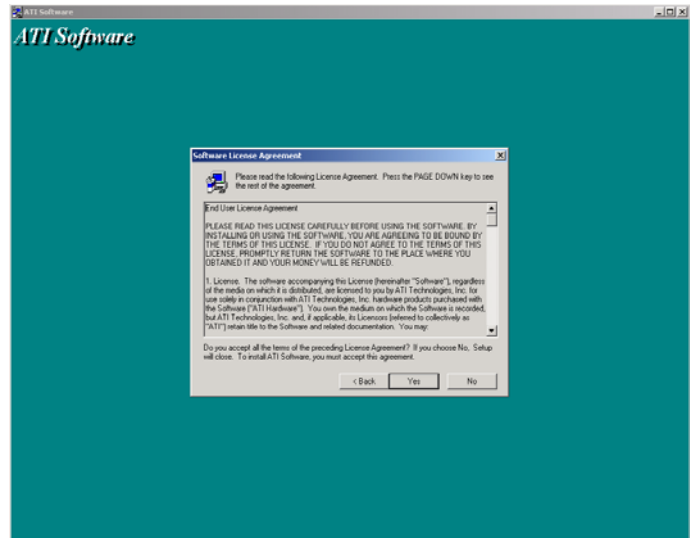 ATI Software
ATI Software
Software License Agreement
Please read the following License Agreement. Press the PAGE DOWN key to see
the rest of the agreement.
End User License Agreement
PLEASE READ THIS LICENSE CAREFULLY BEFORE USING THE SOFTWARE. BY
INSTALLING OR USING THE SOFTWARE, YOU ARE AGREEING TO BE BOUND BY
THE TERMS OF THIS LICENSE. IF YOU DO NOT AGREE TO THE TERMS OF THIS
LICENSE, PROMPTLY RETURN THE SOFTWARE TO THE PLACE WHERE YOU
OBTAINED IT AND YOUR MONEY WILL BE REFUNDED.
1. License. The software accompanying this License (hereinafter "Software"), regardless
of the media on which it is distributed, are licensed to you by ATI Technologies, Inc. for
use solely in conjunction with ATI Technologies, Inc. hardware products purchased with
the Software ("ATI Hardware"). You own the medium on which the Software is recorded,
but ATI Technologies, Inc. and, if applicable, its Licensors (referred to collectively as
"ATI") retain title to the Software and related documentation. You may:
Do you accept all the terms of the preceding License Agreement? If you choose No, Setup
will close. To install ATI Software, you must accept this agreement.
< Back Yes No